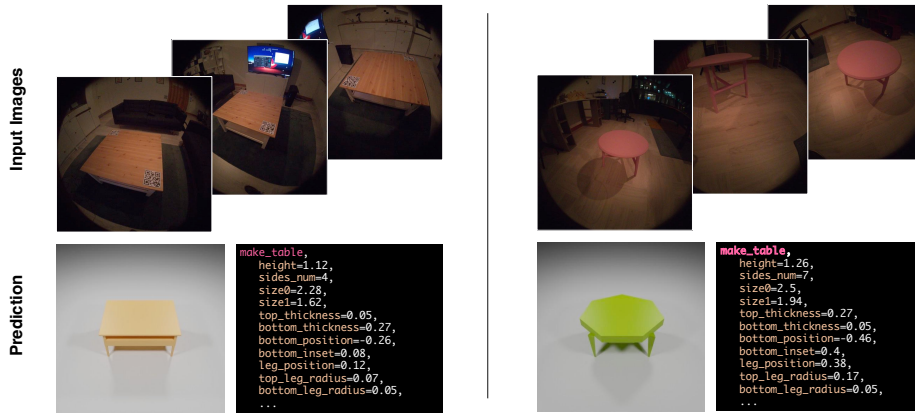 Input Images
Prediction
make_table,
height=1.12,
sides_num=4,
size0=2.28,
size1=1.62,
top_thickness=0.05,
bottom_thickness=0.27,
bottom_position=-0.26,
bottom_inset=0.08,
leg_position=0.12,
top_leg_radius=0.07,
bottom_leg_radius=0.05,
...
make_table,
height=1.26,
sides_num=7,
size0=2.5,
size1=1.94,
top_thickness=0.27,
bottom_thickness=0.05,
bottom_position=-0.46,
bottom_inset=0.4,
leg_position=0.38,
top_leg_radius=0.17,
bottom_leg_radius=0.05,
...